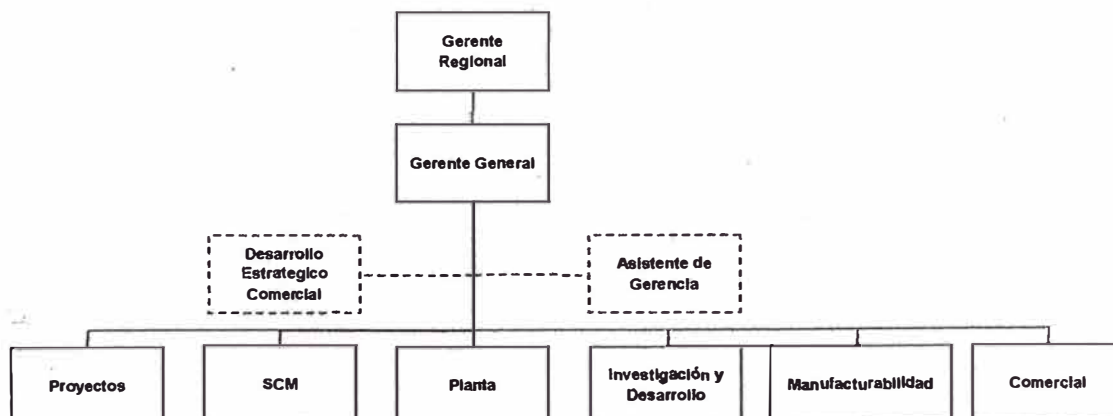 Gerente
Regional
Gerente General
Desarrollo
Estrategico
Comercial
Asistente de
Gerencia
Proyectos
SCM
Planta
Investigación y
Desarrollo
Manufacturabilidad
Comercial